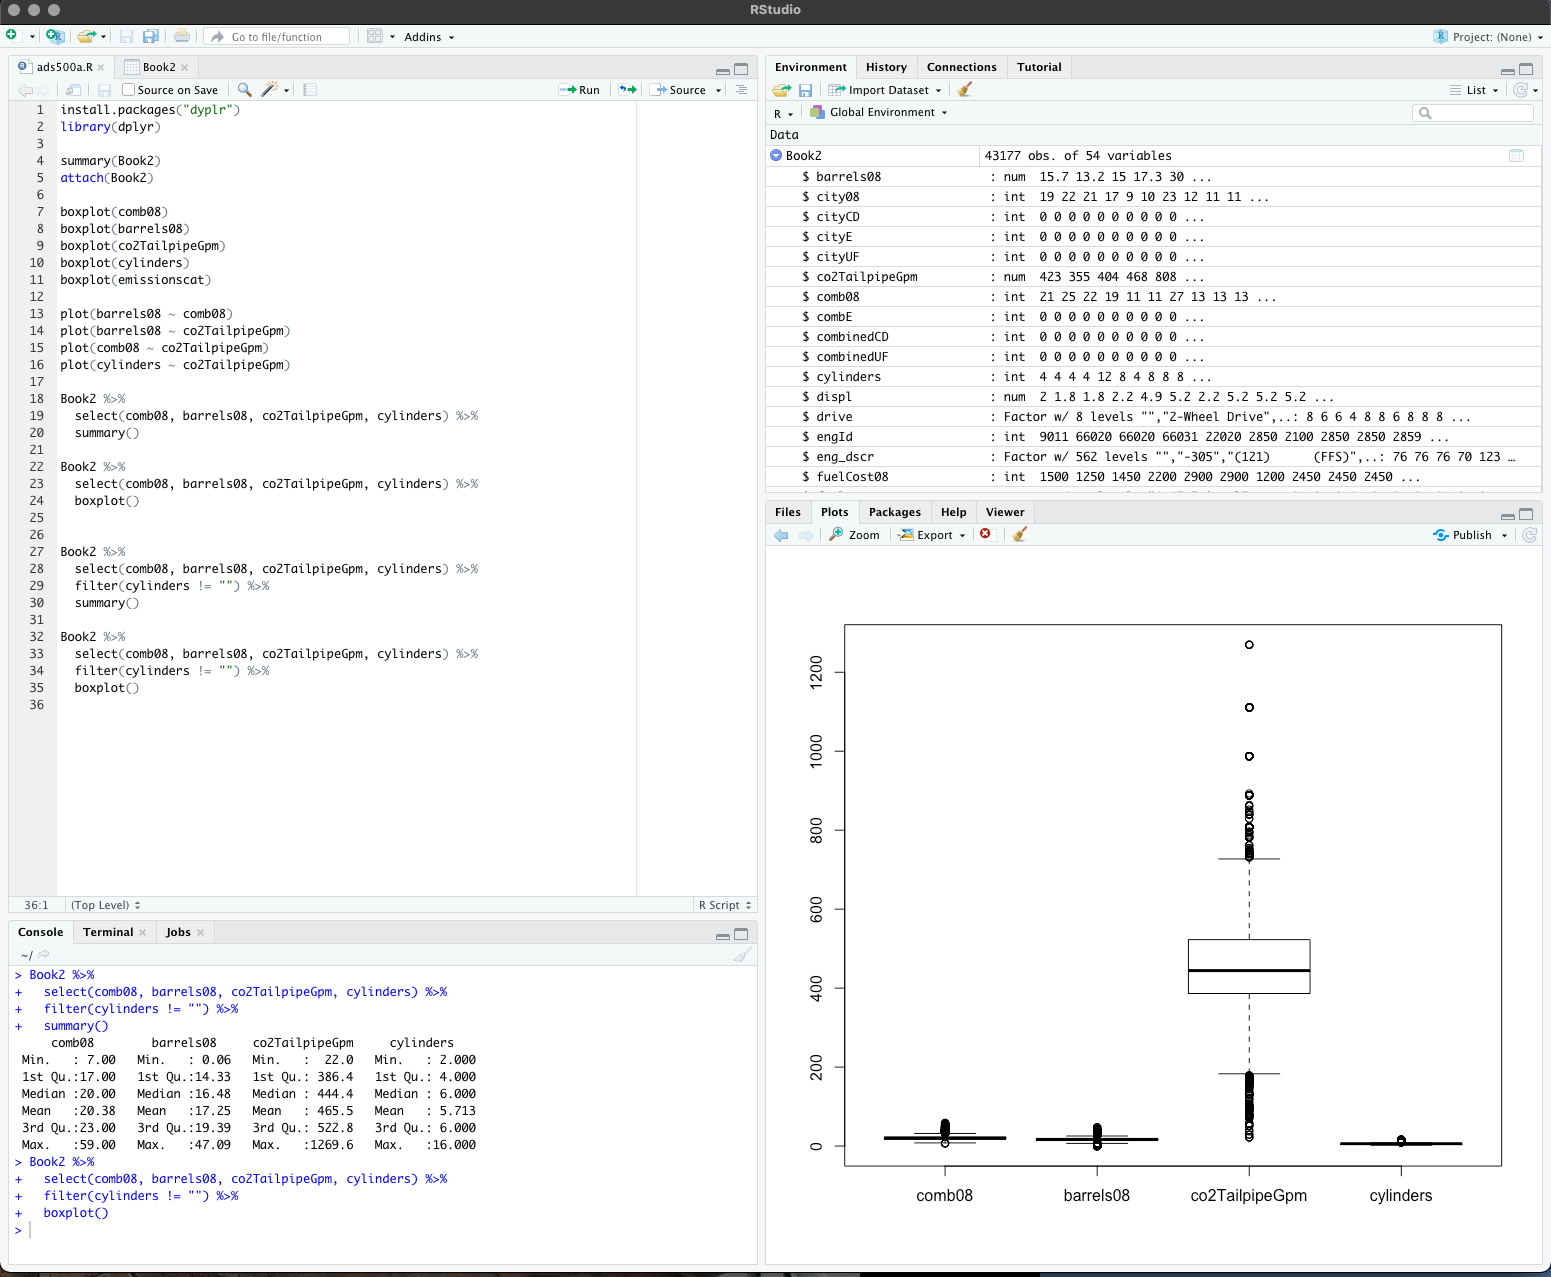 RStudio
Go to file/function
Addins
Project: (None)
ads500a.R
Book2
Source on Save
Run
Source
1 install.packages("dyplr")
2 library(dplyr)
3
4 summary(Book2)
5 attach(Book2)
6
7 boxplot(comb08)
8 boxplot(barrels08)
9 boxplot(co2TailpipeGpm)
10 boxplot(cylinders)
11 boxplot(emissionscat)
12
13 plot(barrels08 ~ comb08)
14 plot(barrels08 ~ co2TailpipeGpm)
15 plot(comb08 ~ co2TailpipeGpm)
16 plot(cylinders ~ co2TailpipeGpm)
17
18 Book2 %>%
19 select(comb08, barrels08, co2TailpipeGpm, cylinders) %>%
20 summary()
21
22 Book2 %>%
23 select(comb08, barrels08, co2TailpipeGpm, cylinders) %>%
24 boxplot()
25
26
27 Book2 %>%
28 select(comb08, barrels08, co2TailpipeGpm, cylinders) %>%
29 filter(cylinders != "") %>%
30 summary()
31
32 Book2 %>%
33 select(comb08, barrels08, co2TailpipeGpm, cylinders) %>%
34 filter(cylinders != "") %>%
35 boxplot()
36
36:1 (Top Level) R Script
Console Terminal Jobs
~/
> Book2 %>%
+ select(comb08, barrels08, co2TailpipeGpm, cylinders) %>%
+ filter(cylinders != "") %>%
+ summary()
comb08 barrels08 co2TailpipeGpm cylinders
Min. : 7.00 Min. : 0.06 Min. : 22.0 Min. : 2.000
1st Qu.:17.00 1st Qu.:14.33 1st Qu.: 386.4 1st Qu.: 4.000
Median :20.00 Median :16.48 Median : 444.4 Median : 6.000
Mean :20.38 Mean :17.25 Mean : 465.5 Mean : 5.713
3rd Qu.:23.00 3rd Qu.:19.39 3rd Qu.: 522.8 3rd Qu.: 6.000
Max. :59.00 Max. :47.09 Max. :1269.6 Max. :16.000
> Book2 %>%
+ select(comb08, barrels08, co2TailpipeGpm, cylinders) %>%
+ filter(cylinders != "") %>%
+ boxplot()
>
Environment History Connections Tutorial
Import Dataset List
R Global Environment
Data
Book2 43177 obs. of 54 variables
$ barrels08 : num 15.7 13.2 15 17.3 30 ...
$ city08 : int 19 22 21 17 9 10 23 12 11 11 ...
$ cityCD : int 0 0 0 0 0 0 0 0 0 0 ...
$ cityE : int 0 0 0 0 0 0 0 0 0 0 ...
$ cityUF : int 0 0 0 0 0 0 0 0 0 0 ...
$ co2TailpipeGpm : num 423 355 404 468 808 ...
$ comb08 : int 21 25 22 19 11 11 27 13 13 13 ...
$ combE : int 0 0 0 0 0 0 0 0 0 0 ...
$ combinedCD : int 0 0 0 0 0 0 0 0 0 0 ...
$ combinedUF : int 0 0 0 0 0 0 0 0 0 0 ...
$ cylinders : int 4 4 4 4 12 8 4 8 8 8 ...
$ displ : num 2 1.8 1.8 2.2 4.9 5.2 2.2 5.2 5.2 5.2 ...
$ drive : Factor w/ 8 levels "","2-Wheel Drive",..: 8 6 6 4 8 8 6 8 8 8 ...
$ engId : int 9011 66020 66020 66031 22020 2850 2100 2850 2850 2859 ...
$ eng_dscr : Factor w/ 562 levels "","-305","(121) (FFS)",..: 76 76 76 70 123 …
$ fuelCost08 : int 1500 1250 1450 2200 2900 2900 1200 2450 2450 2450 ...
Files Plots Packages Help Viewer
Zoom Export Publish
1200
1000
800
600
400
200
0
comb08 barrels08 co2TailpipeGpm cylinders